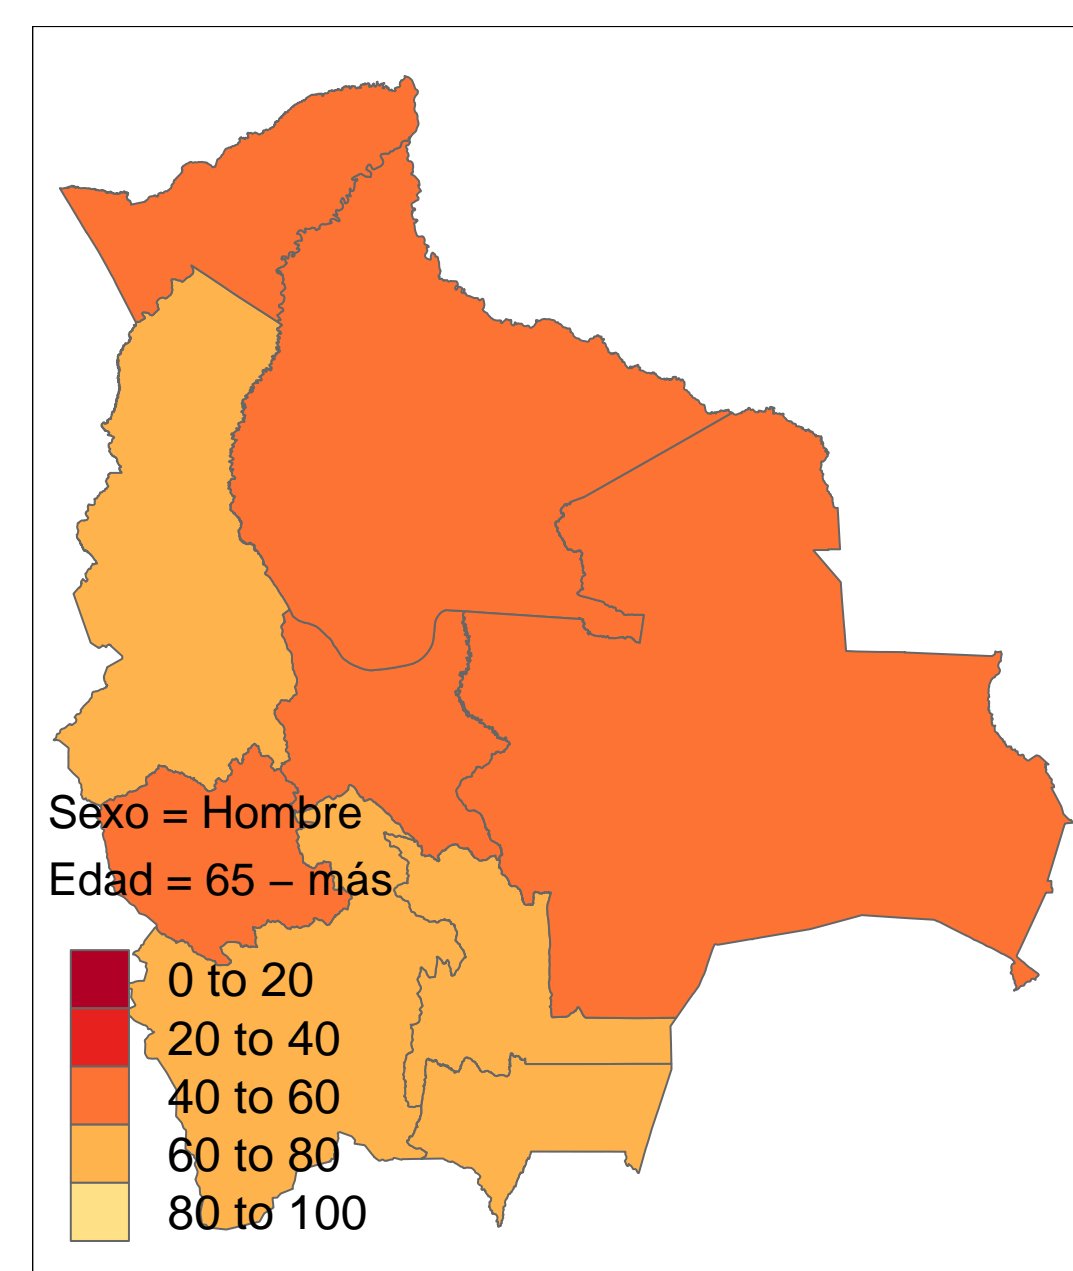 Sexo = Hombre
Edad = 65 – más
0 to 20
20 to 40
40 to 60
60 to 80
80 to 100